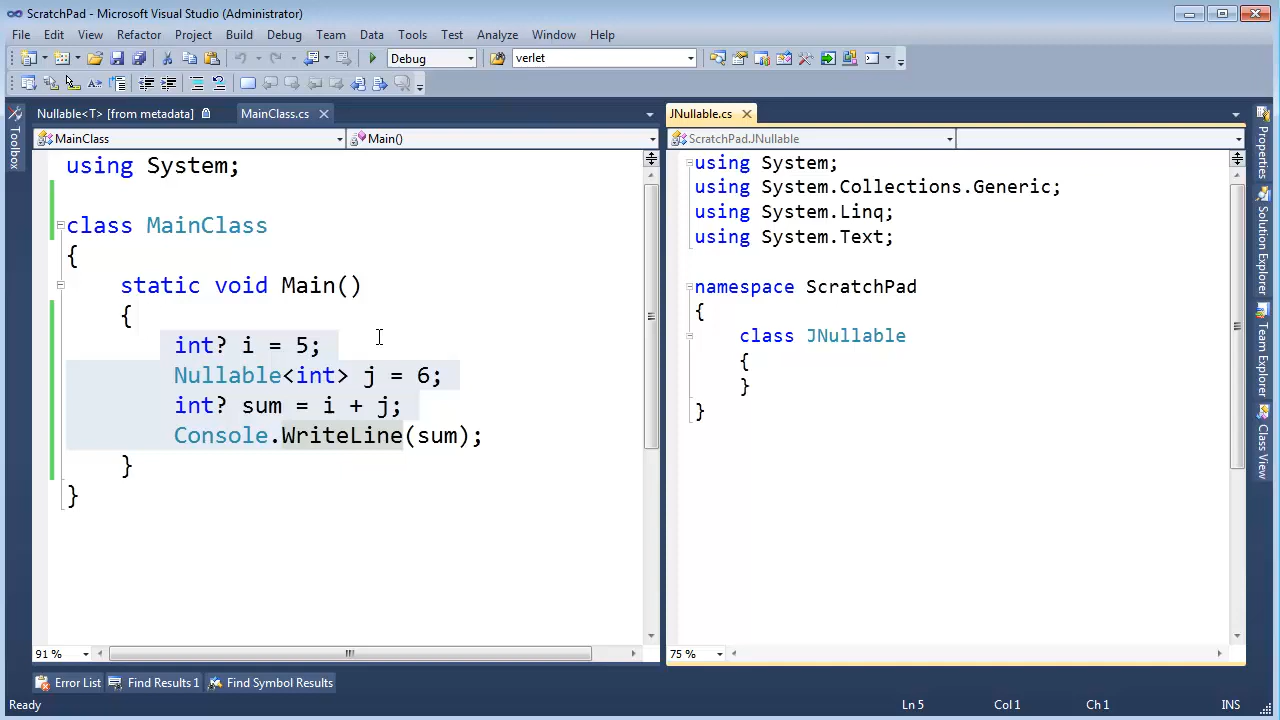 ScratchPad - Microsoft Visual Studio (Administrator)
File Edit View Refactor Project Build Debug Team Data Tools Test Analyze Window Help
Debug verlet
Toolbox
Nullable<T> [from metadata] MainClass.cs
MainClass Main()
using System;
class MainClass
{
static void Main()
{
int? i = 5;
Nullable<int> j = 6;
int? sum = i + j;
Console.WriteLine(sum);
}
}
91 %
JNullable.cs
ScratchPad.JNullable
using System;
using System.Collections.Generic;
using System.Linq;
using System.Text;
namespace ScratchPad
{
class JNullable
{
}
}
75 %
Properties
Solution Explorer
Team Explorer
Class View
Error List Find Results 1 Find Symbol Results
Ready Ln 5 Col 1 Ch 1 INS